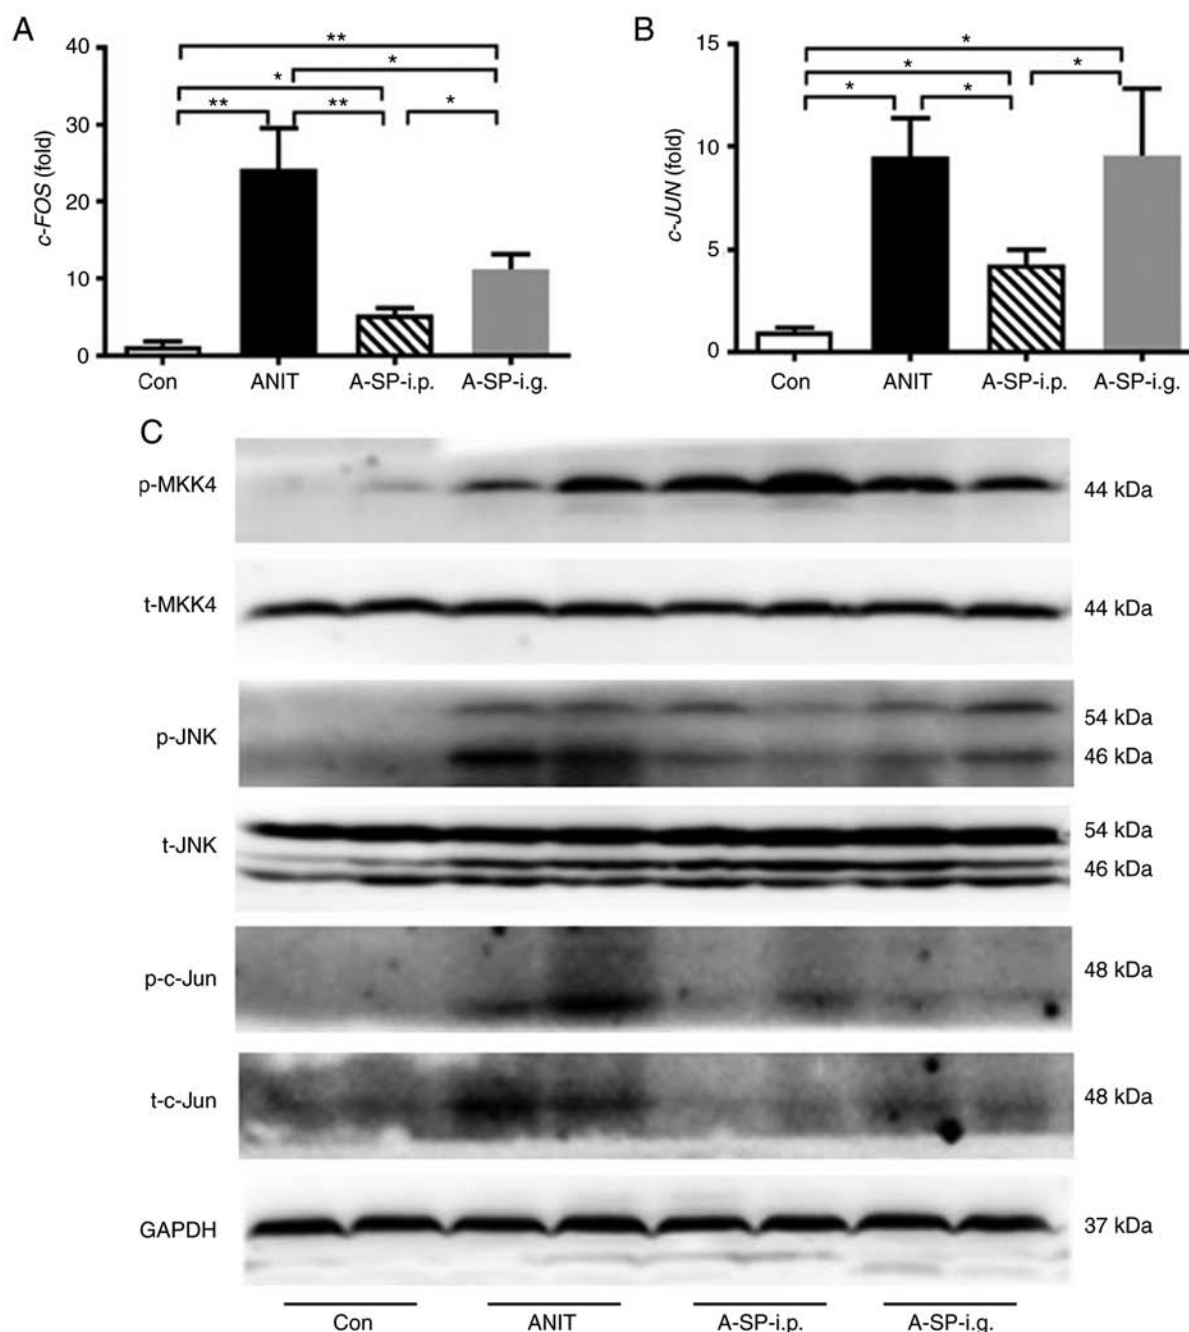 A
c-FOS (fold)
40
30
20
10
0
**
*
*
**
**
*
Con ANIT A-SP-i.p. A-SP-i.g.
B
c-JUN (fold)
15
10
5
0
*
*
*
*
*
Con ANIT A-SP-i.p. A-SP-i.g.
C
p-MKK4 44 kDa
t-MKK4 44 kDa
p-JNK
54 kDa
46 kDa
t-JNK
54 kDa
46 kDa
p-c-Jun 48 kDa
t-c-Jun 48 kDa
GAPDH 37 kDa
Con ANIT A-SP-i.p. A-SP-i.g.